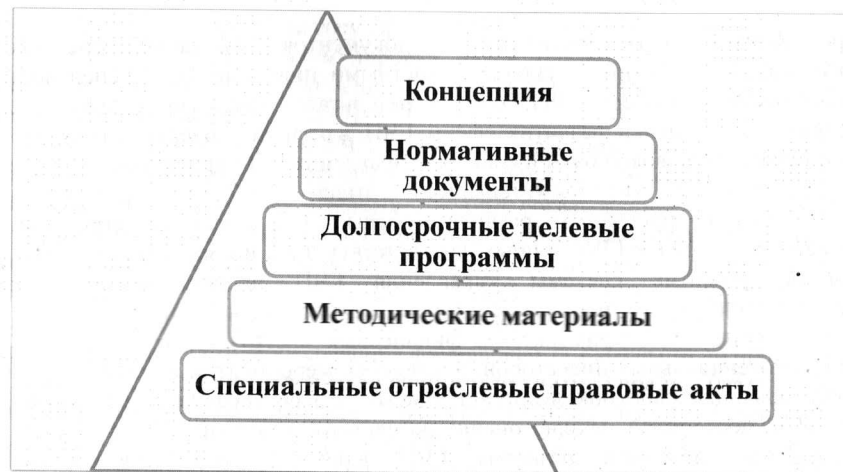 Концепция
Нормативные
документы
Долгосрочные целевые
программы
Методические материалы
Специальные отраслевые правовые акты